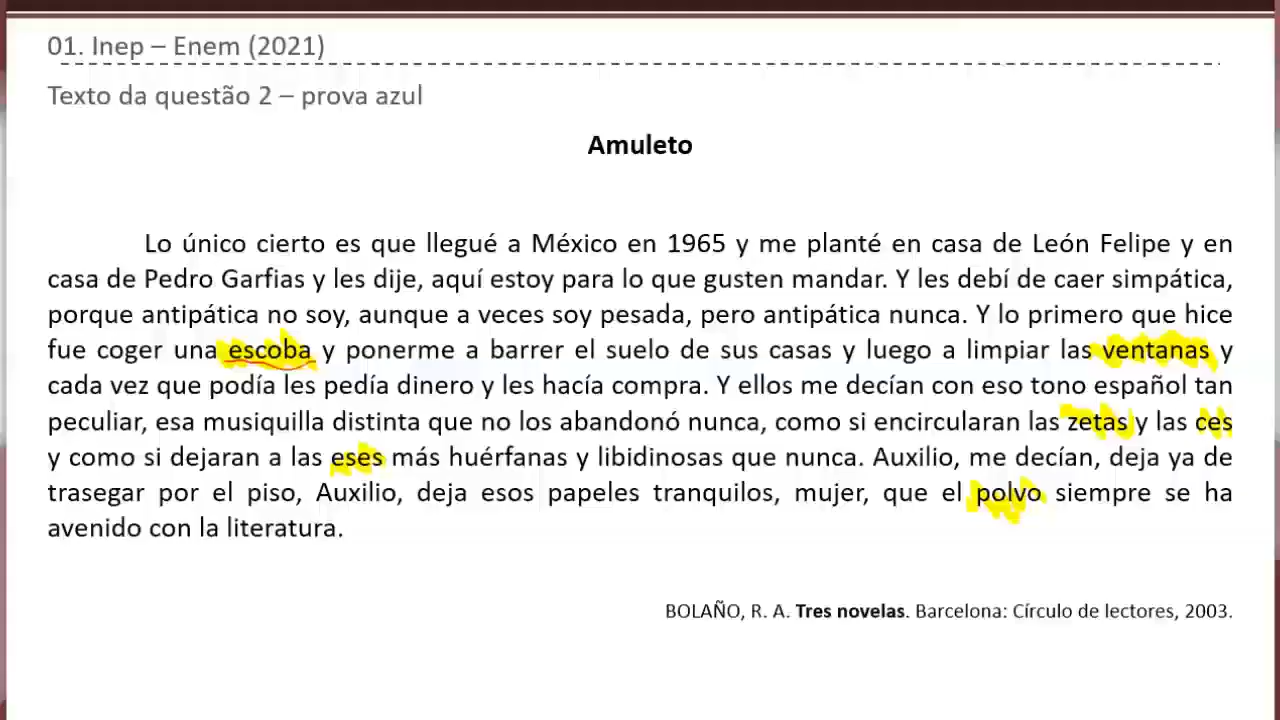 01. Inep – Enem (2021)
Texto da questão 2 – prova azul
Amuleto
Lo único cierto es que llegué a México en 1965 y me planté en casa de León Felipe y en
casa de Pedro Garfias y les dije, aquí estoy para lo que gusten mandar. Y les debí de caer simpática,
porque antipática no soy, aunque a veces soy pesada, pero antipática nunca. Y lo primero que hice
fue coger una escoba y ponerme a barrer el suelo de sus casas y luego a limpiar las ventanas y
cada vez que podía les pedía dinero y les hacía compra. Y ellos me decían con eso tono español tan
peculiar, esa musiquilla distinta que no los abandonó nunca, como si encircularan las zetas y las ces
y como si dejaran a las eses más huérfanas y libidinosas que nunca. Auxilio, me decían, deja ya de
trasegar por el piso, Auxilio, deja esos papeles tranquilos, mujer, que el polvo siempre se ha
avenido con la literatura.
BOLAÑO, R. A. Tres novelas. Barcelona: Círculo de lectores, 2003.